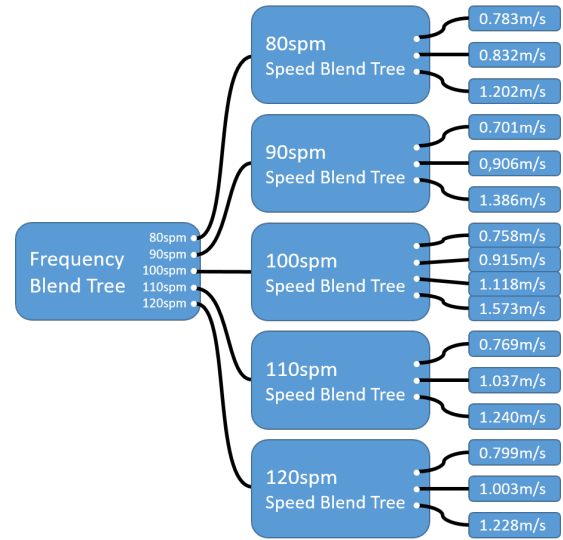 Frequency
Blend Tree
80spm
90spm
100spm
110spm
120spm
80spm
Speed Blend Tree
0.783m/s
0.832m/s
1.202m/s
90spm
Speed Blend Tree
0.701m/s
0,906m/s
1.386m/s
100spm
Speed Blend Tree
0.758m/s
0.915m/s
1.118m/s
1.573m/s
110spm
Speed Blend Tree
0.769m/s
1.037m/s
1.240m/s
120spm
Speed Blend Tree
0.799m/s
1.003m/s
1.228m/s